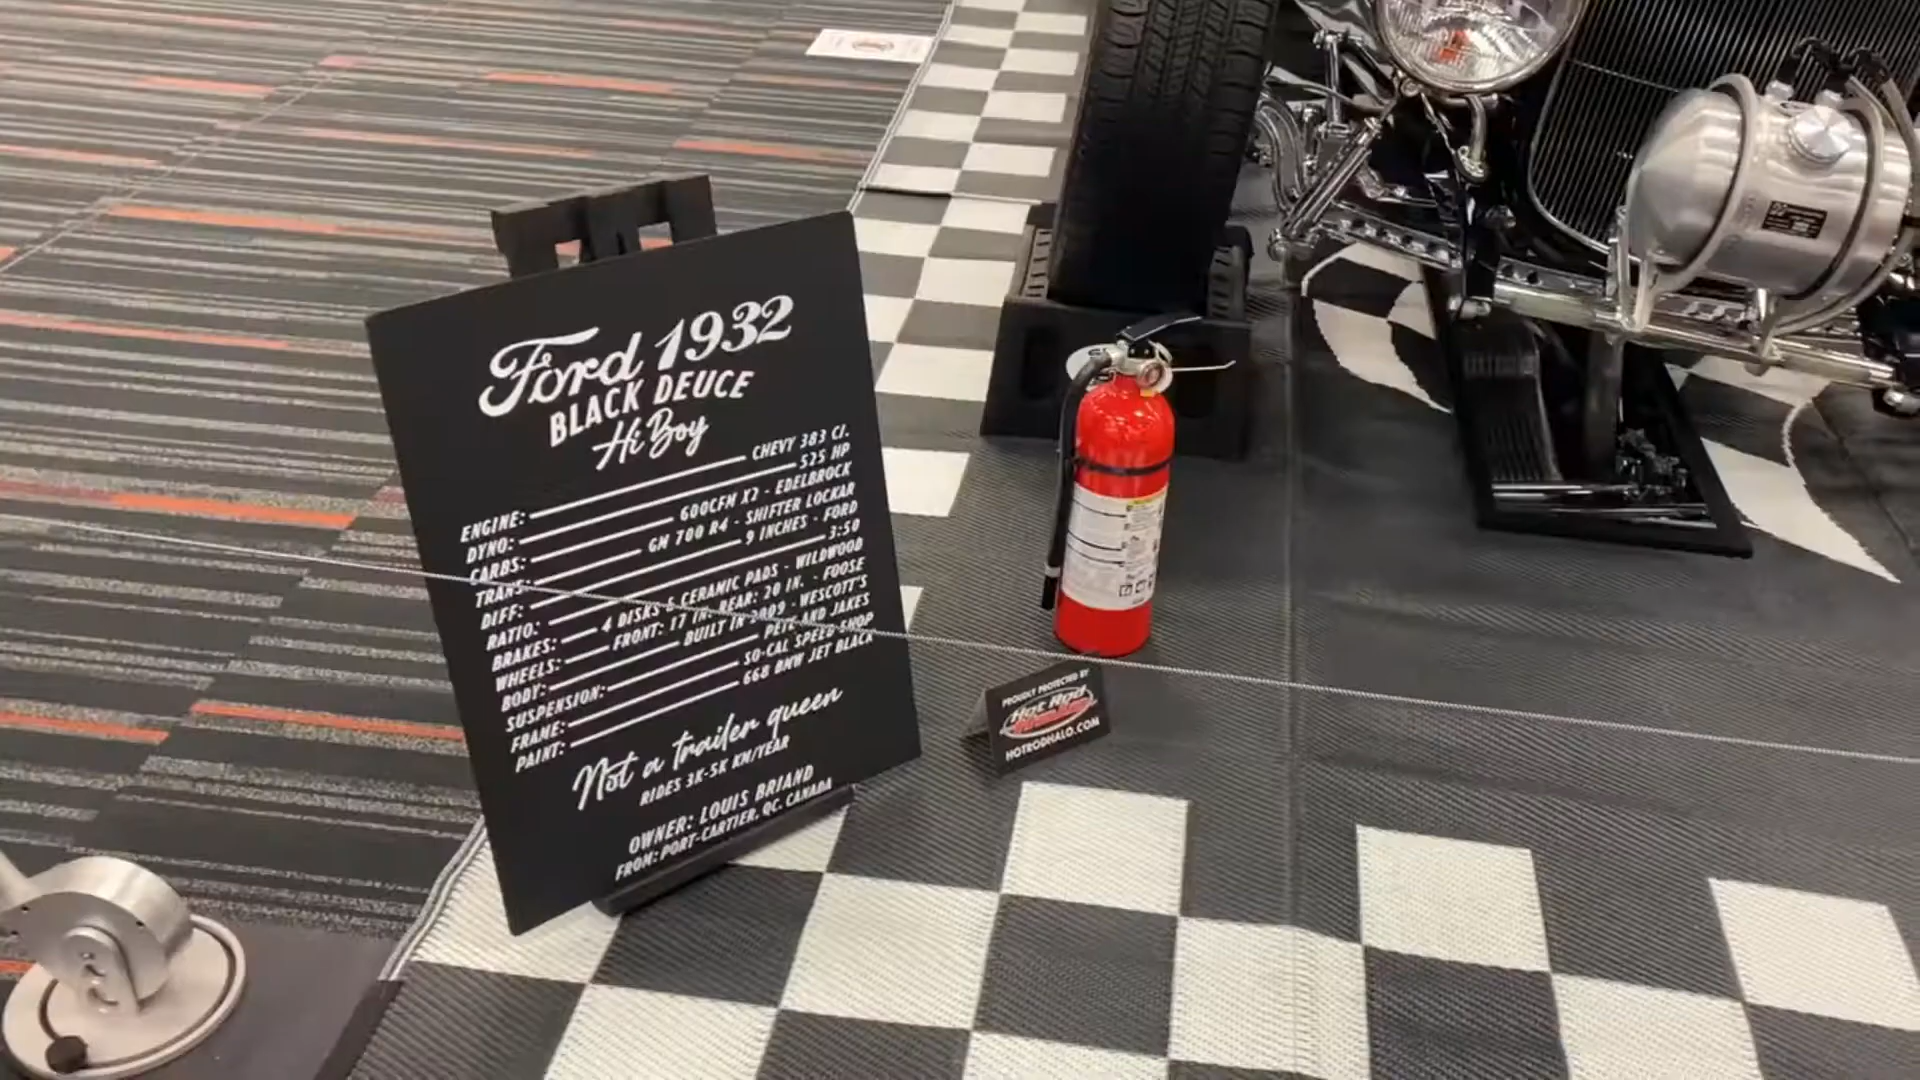 Ford 1932
BLACK DEUCE
Hi Boy
ENGINE: CHEVY 383 CI.
DYNO: 525 HP
CARBS: 600CFM X2 - EDELBROCK
TRANS: GM 700 R4 - SHIFTER LOCKAR
DIFF: 9 INCHES - FORD
RATIO: 3:50
BRAKES: 4 DISKS & CERAMIC PADS - WILDWOOD
WHEELS: FRONT: 17 IN. REAR: 20 IN. - FOOSE
BODY: BUILT IN 2009 - WESCOTT'S
SUSPENSION: PETE AND JAKES
FRAME: SO-CAL SPEED SHOP
PAINT: 668 BMW JET BLACK
Not a trailer queen
RIDES 3K-5K KM/YEAR
OWNER: LOUIS BRIAND
FROM: PORT-CARTIER, QC. CANADA
PROUDLY PROTECTED BY
Hot Rod
HOTRODHALO.COM